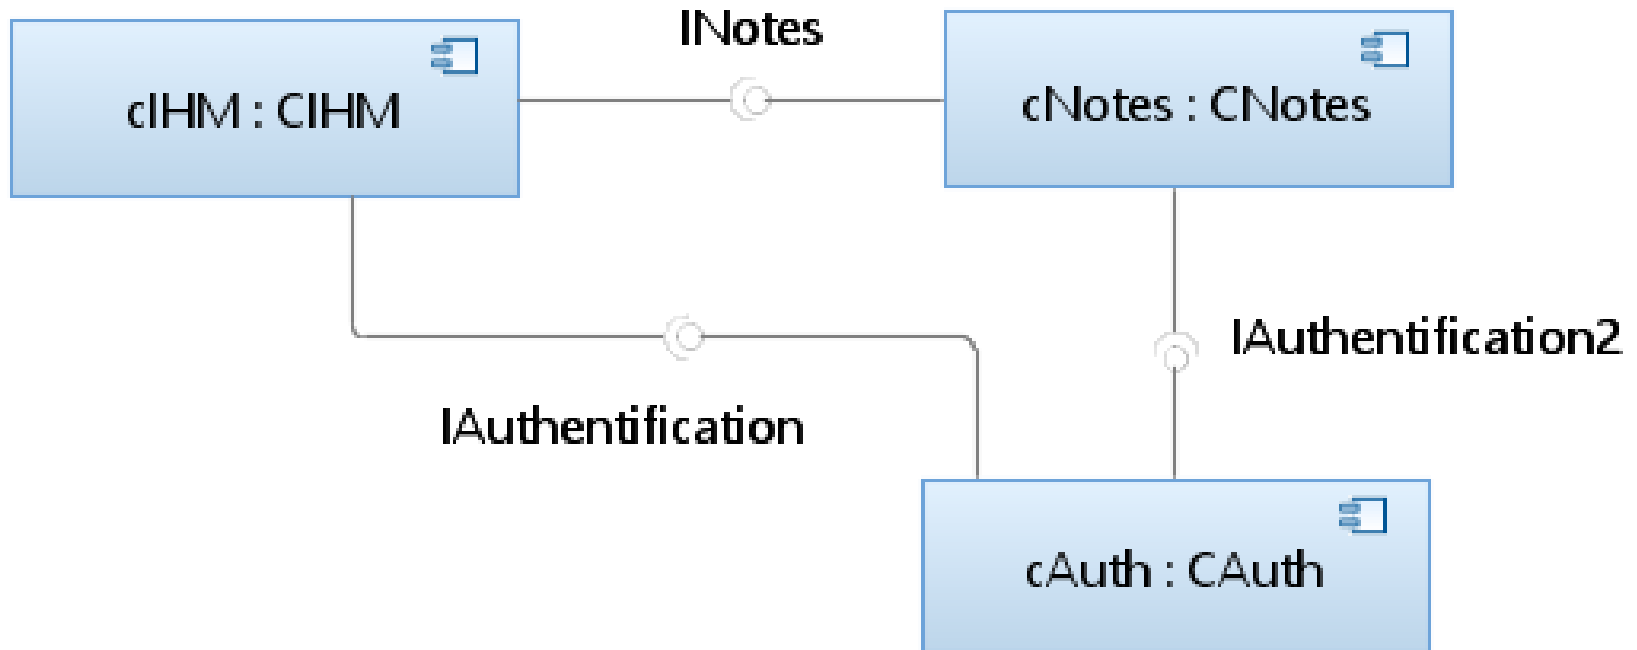 INotes
cIHM : CIHM
cNotes : CNotes
IAuthentification2
IAuthentification
cAuth : CAuth